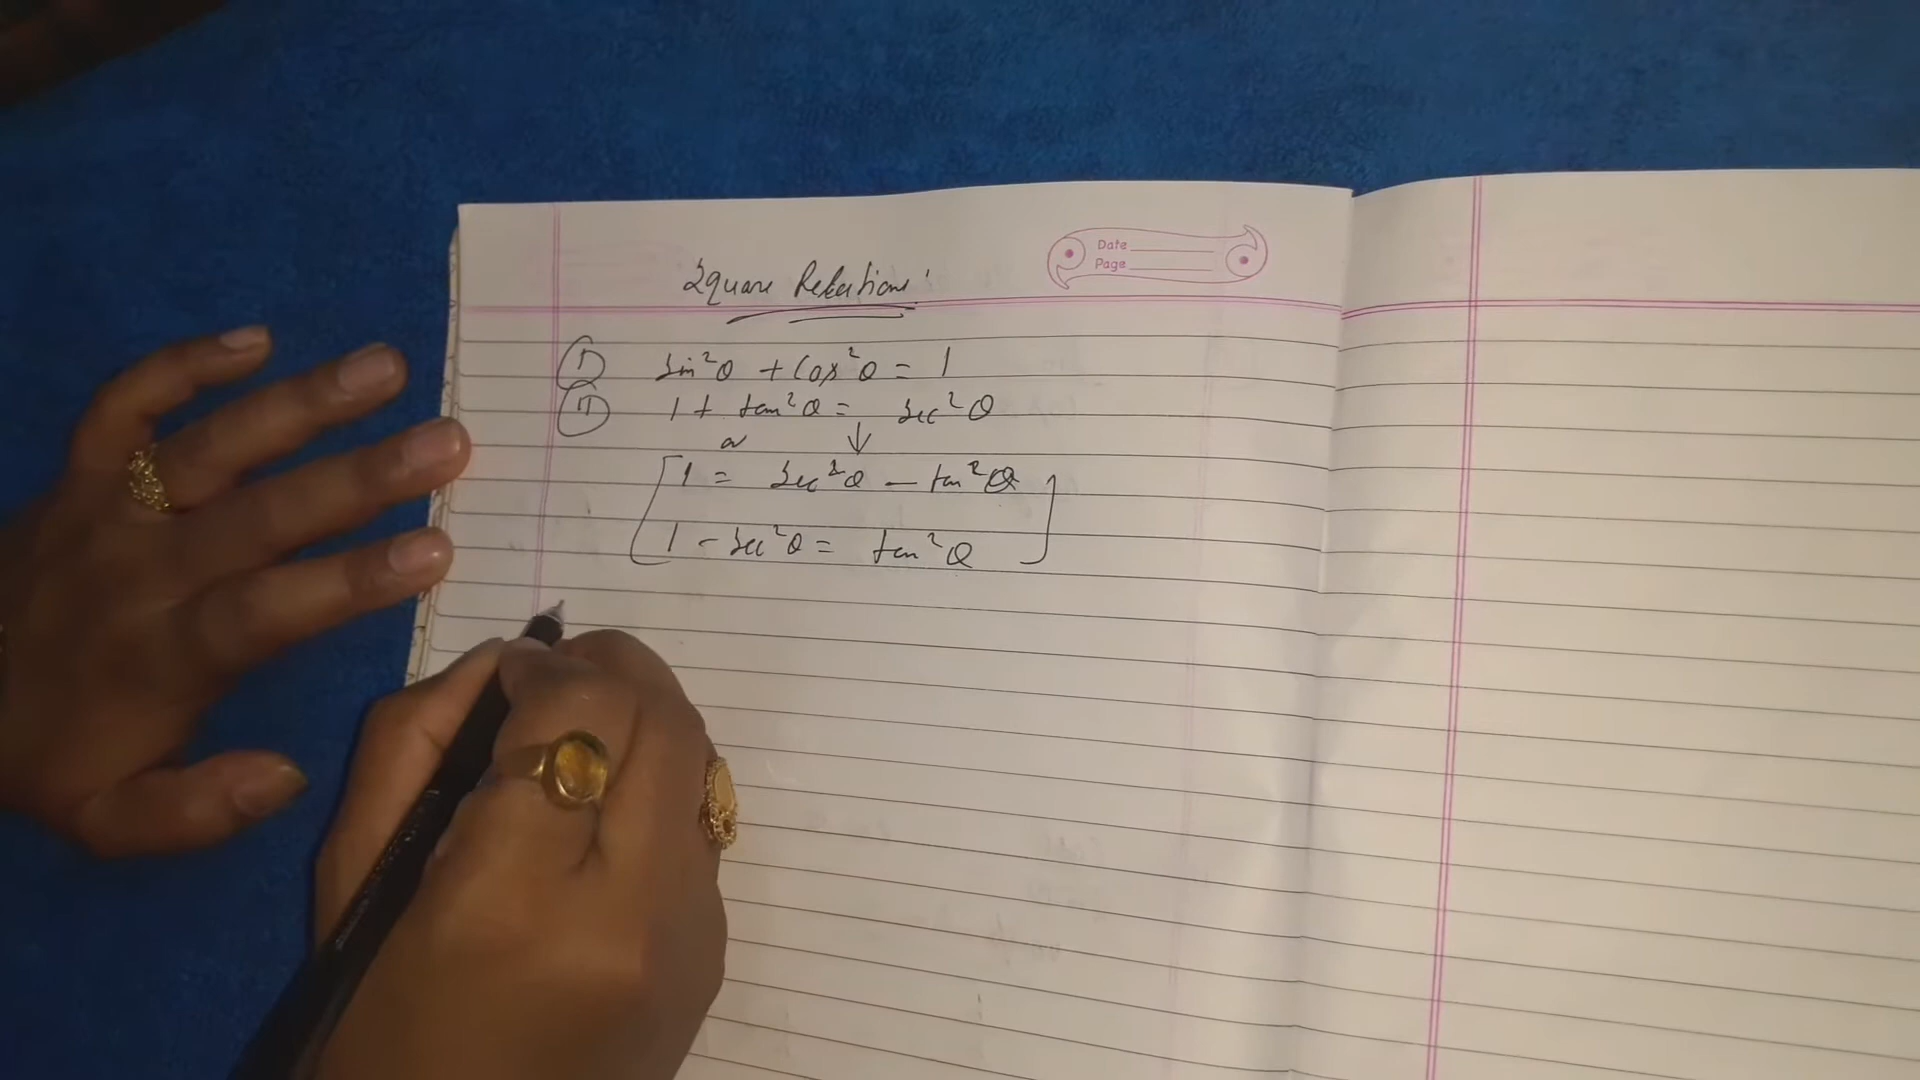 Date
Page
Square Relations:
I sin²θ + cos²θ = 1
II 1 + tan²θ = sec²θ
or ↓
[1 = sec²θ − tan²θ
1 − sec²θ = tan²θ]